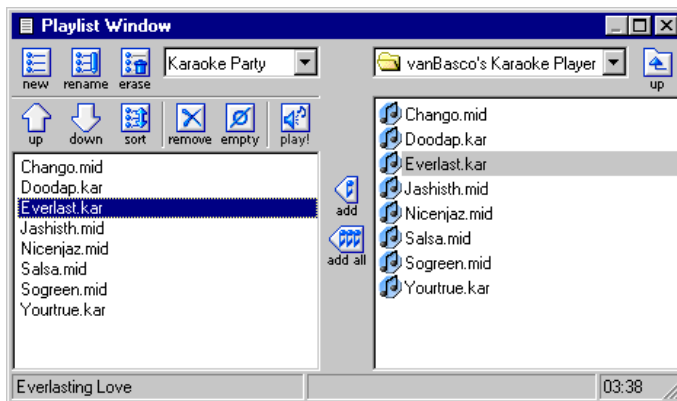 Playlist Window
new rename erase Karaoke Party
up down sort remove empty play!
Chango.mid
Doodap.kar
Everlast.kar
Jashisth.mid
Nicenjaz.mid
Salsa.mid
Sogreen.mid
Yourtrue.kar
add
add all
vanBasco's Karaoke Player up
Chango.mid
Doodap.kar
Everlast.kar
Jashisth.mid
Nicenjaz.mid
Salsa.mid
Sogreen.mid
Yourtrue.kar
Everlasting Love 03:38